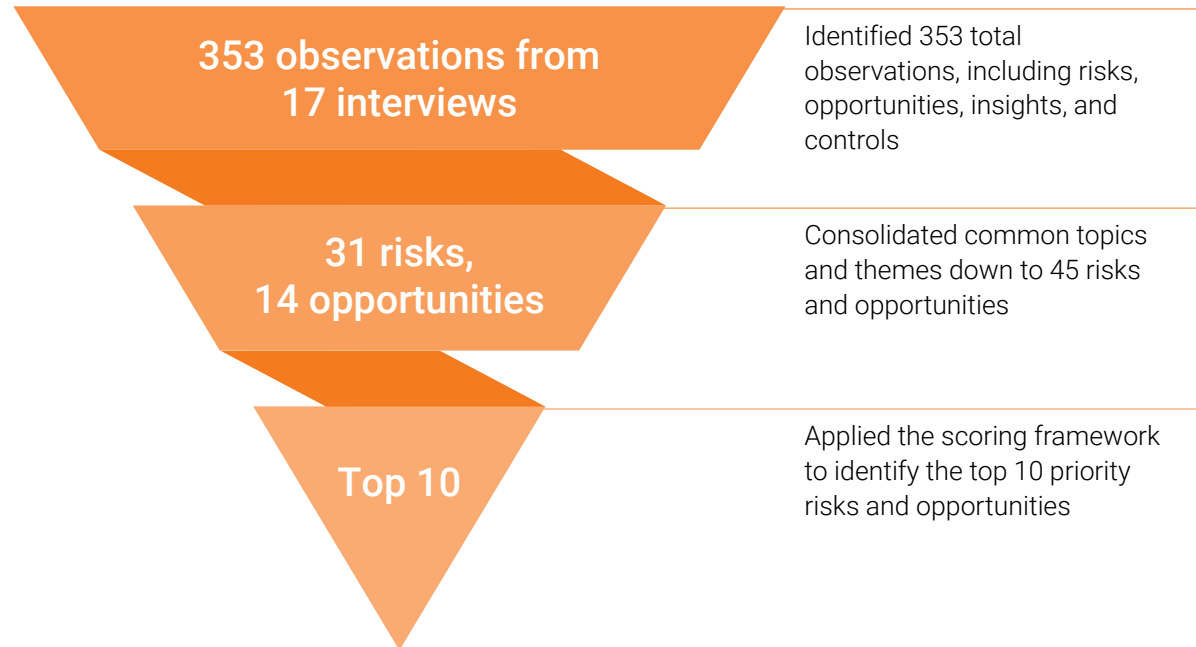 353 observations from
17 interviews
Identified 353 total
observations, including risks,
opportunities, insights, and
controls
31 risks,
14 opportunities
Consolidated common topics
and themes down to 45 risks
and opportunities
Top 10
Applied the scoring framework
to identify the top 10 priority
risks and opportunities